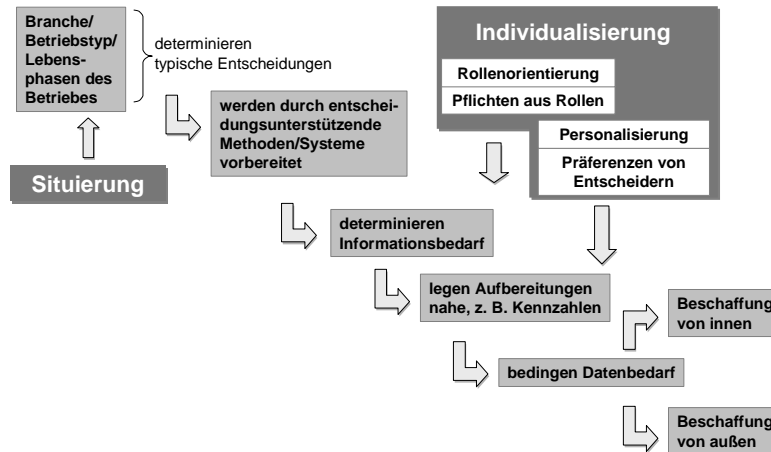 Branche/
Betriebstyp/
Lebens-
phasen des
Betriebes
determinieren
typische Entscheidungen
Individualisierung
Rollenorientierung
Pflichten aus Rollen
Personalisierung
Präferenzen von
Entscheidern
werden durch entschei-
dungsunterstützende
Methoden/Systeme
vorbereitet
Situierung
determinieren
Informationsbedarf
legen Aufbereitungen
nahe, z. B. Kennzahlen
Beschaffung
von innen
bedingen Datenbedarf
Beschaffung
von außen